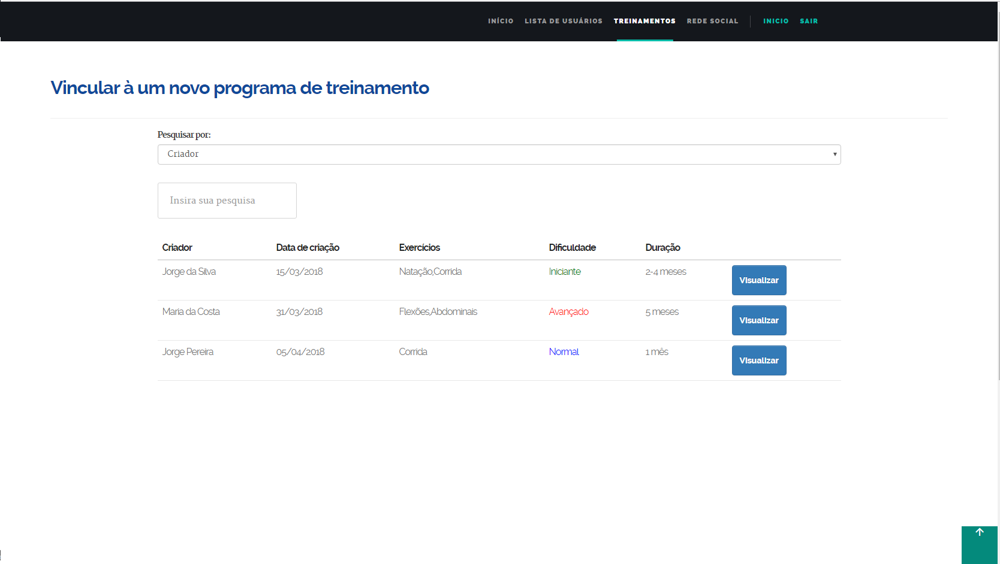 INÍCIO LISTA DE USUÁRIOS TREINAMENTOS REDE SOCIAL INICIO SAIR
Vincular à um novo programa de treinamento
Pesquisar por:
Criador
Insira sua pesquisa
Criador Data de criação Exercícios Dificuldade Duração
Jorge da Silva 15/03/2018 Natação,Corrida Iniciante 2-4 meses Visualizar
Maria da Costa 31/03/2018 Flexões,Abdominais Avançado 5 meses Visualizar
Jorge Pereira 05/04/2018 Corrida Normal 1 mês Visualizar